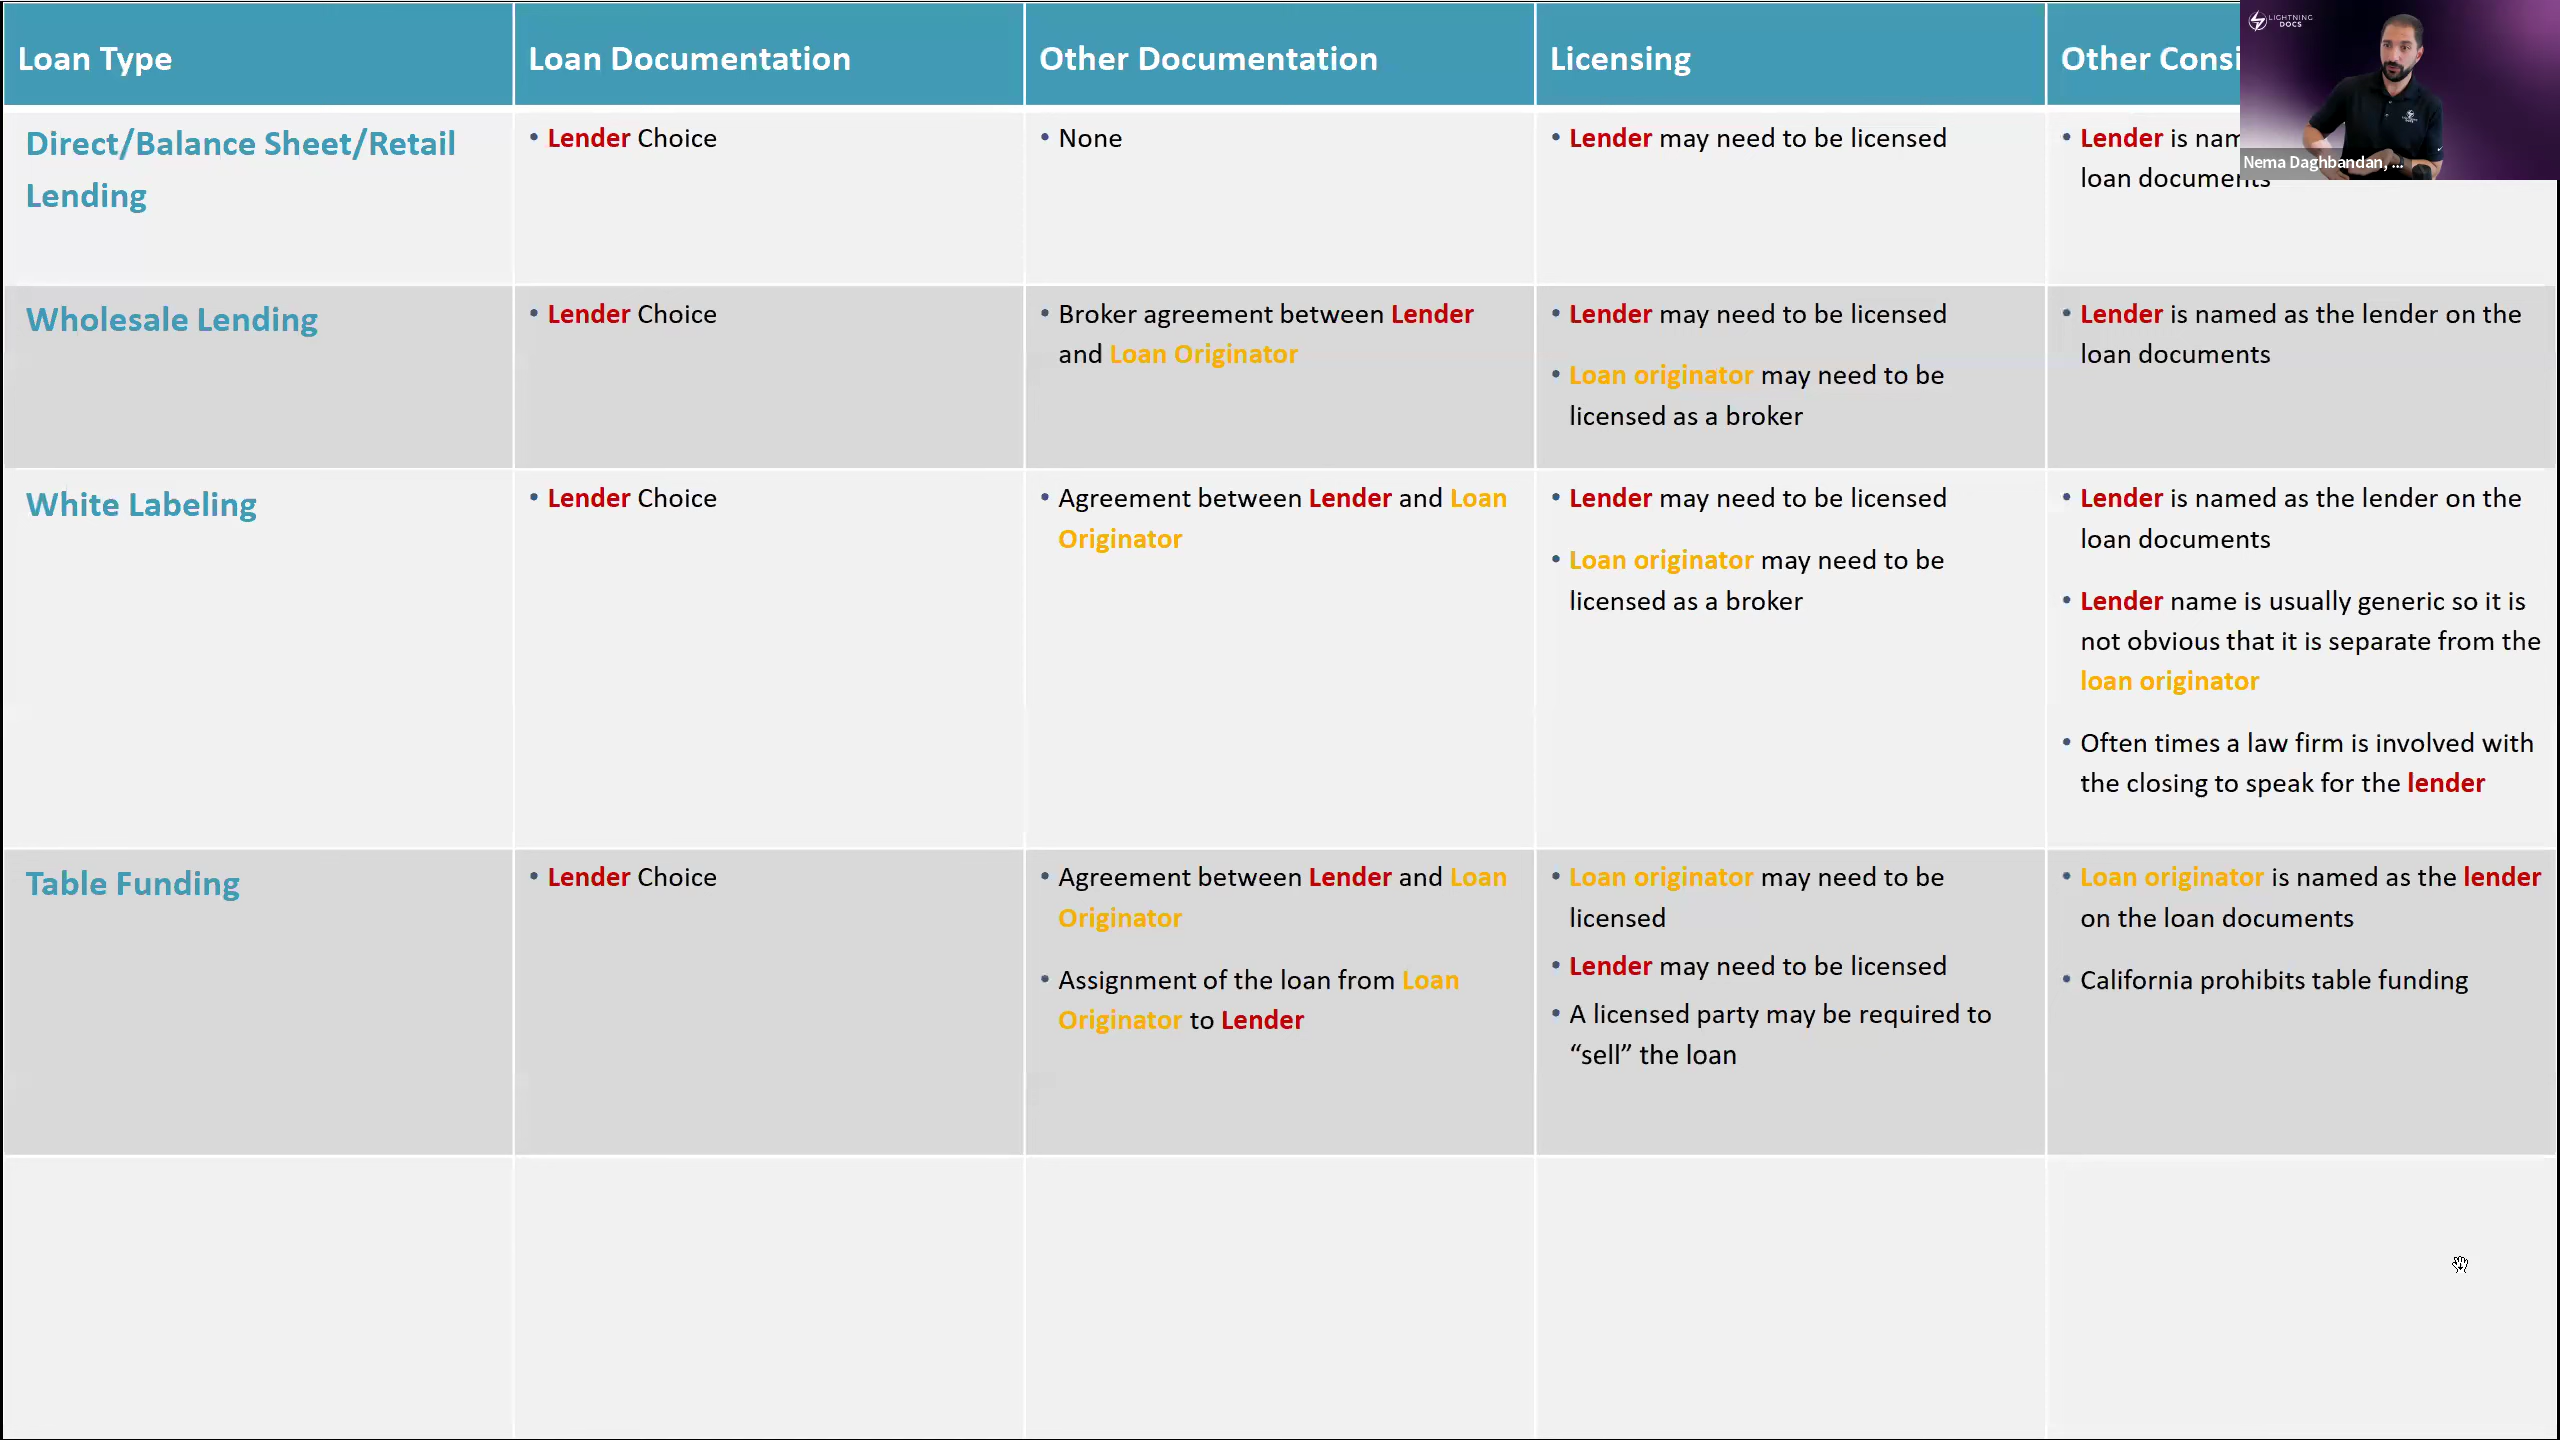 Loan Type
Loan Documentation
Other Documentation
Licensing
Other Consi
LIGHTNING
DOCS
Nema Daghbandan, ...
Direct/Balance Sheet/Retail
Lending
• Lender Choice
• None
• Lender may need to be licensed
• Lender is nam
loan documents
Wholesale Lending
• Lender Choice
• Broker agreement between Lender
and Loan Originator
• Lender may need to be licensed
• Loan originator may need to be
licensed as a broker
• Lender is named as the lender on the
loan documents
White Labeling
• Lender Choice
• Agreement between Lender and Loan
Originator
• Lender may need to be licensed
• Loan originator may need to be
licensed as a broker
• Lender is named as the lender on the
loan documents
• Lender name is usually generic so it is
not obvious that it is separate from the
loan originator
• Often times a law firm is involved with
the closing to speak for the lender
Table Funding
• Lender Choice
• Agreement between Lender and Loan
Originator
• Assignment of the loan from Loan
Originator to Lender
• Loan originator may need to be
licensed
• Lender may need to be licensed
• A licensed party may be required to
“sell” the loan
• Loan originator is named as the lender
on the loan documents
• California prohibits table funding